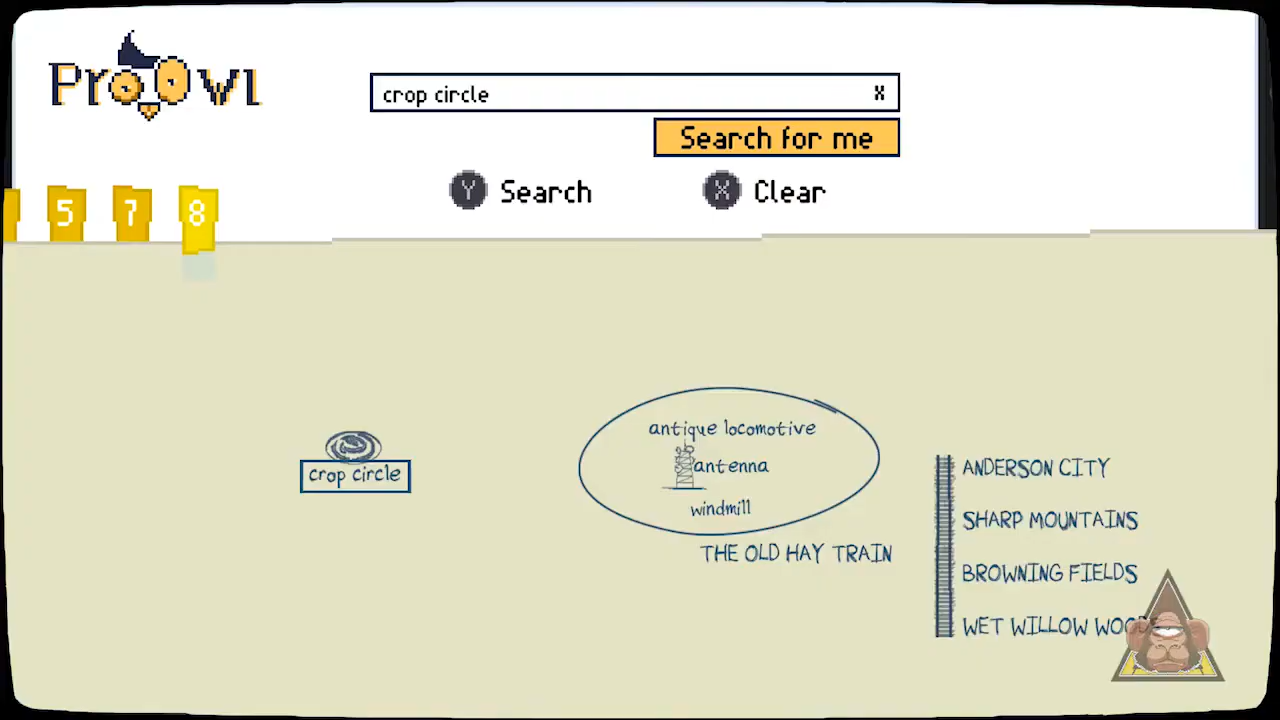 ProOwl
crop circle X
Search for me
Y Search X Clear
5 7 8
crop circle
antique locomotive
antenna
windmill
THE OLD HAY TRAIN
ANDERSON CITY
SHARP MOUNTAINS
BROWNING FIELDS
WET WILLOW WOODS